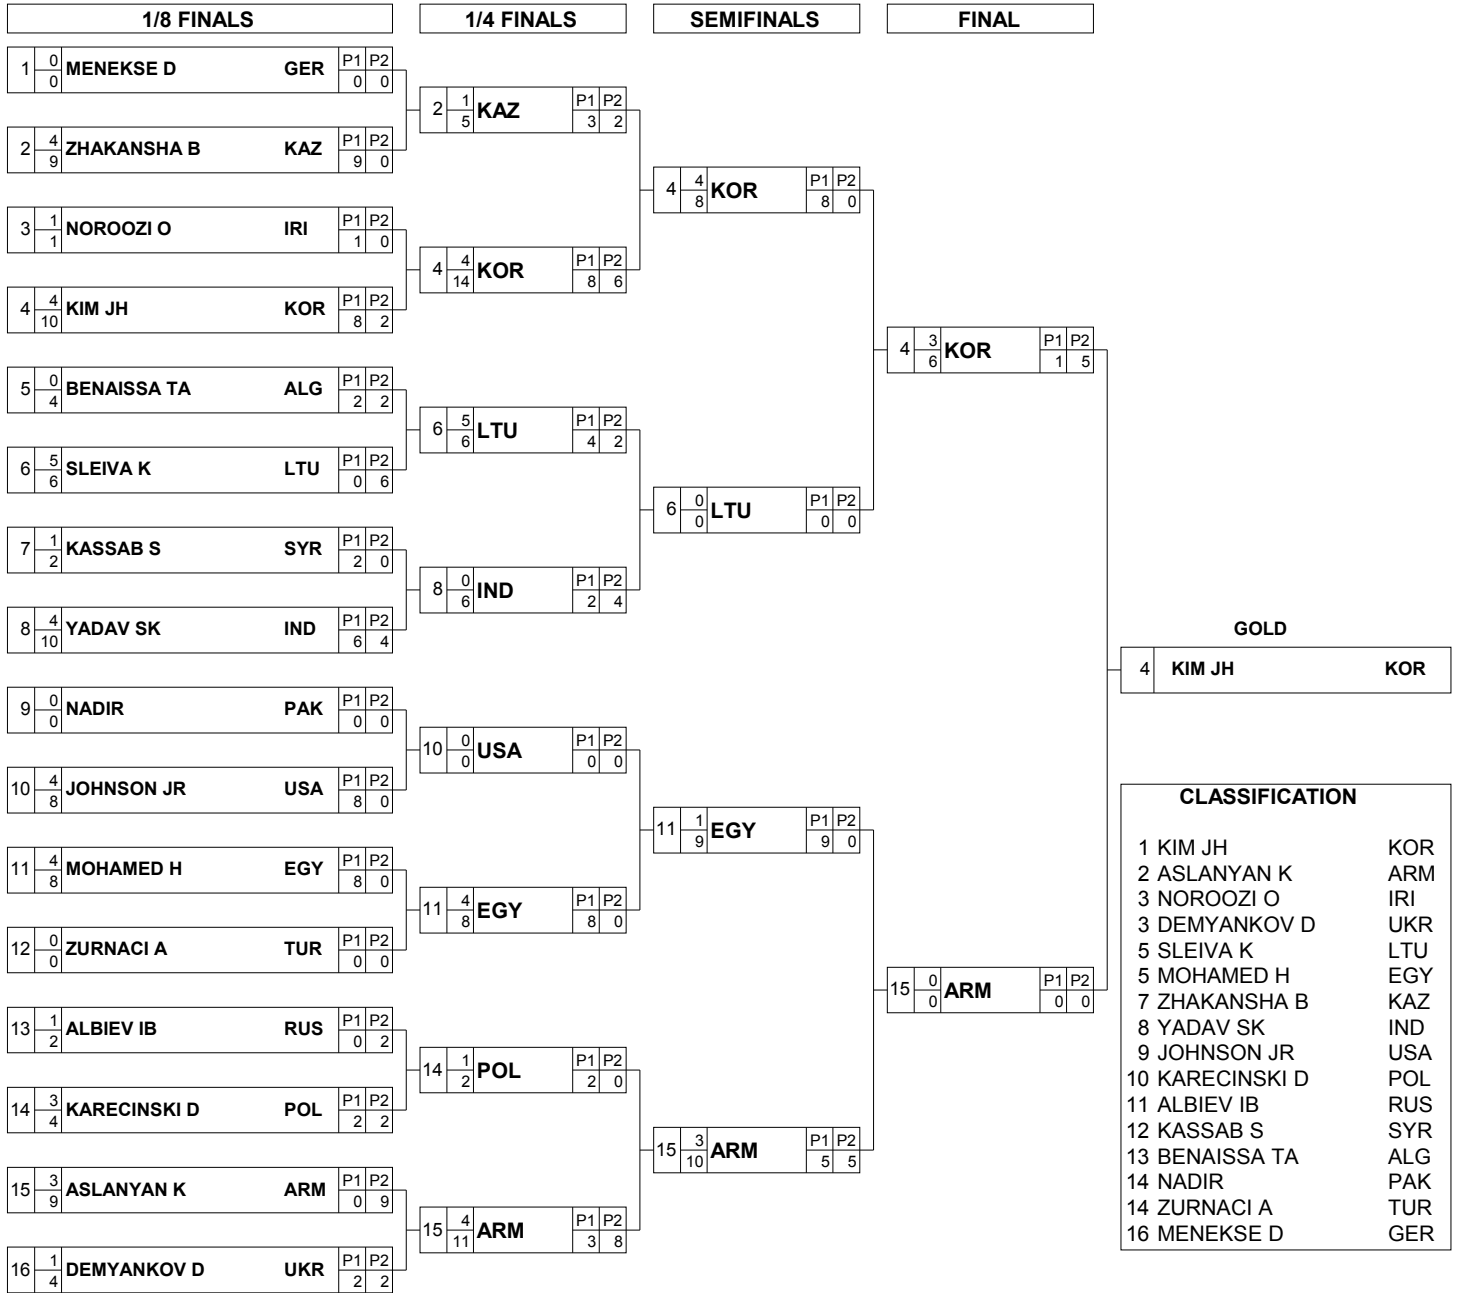 1/8 FINALS 1/4 FINALS SEMIFINALS FINAL
1 0 0 MENEKSE D GER P1 P2 0 0
2 4 9 ZHAKANSHA B KAZ P1 P2 9 0
3 1 1 NOROOZI O IRI P1 P2 1 0
4 4 10 KIM JH KOR P1 P2 8 2
5 0 4 BENAISSA TA ALG P1 P2 2 2
6 5 6 SLEIVA K LTU P1 P2 0 6
7 1 2 KASSAB S SYR P1 P2 2 0
8 4 10 YADAV SK IND P1 P2 6 4
9 0 0 NADIR PAK P1 P2 0 0
10 4 8 JOHNSON JR USA P1 P2 8 0
11 4 8 MOHAMED H EGY P1 P2 8 0
12 0 0 ZURNACI A TUR P1 P2 0 0
13 1 2 ALBIEV IB RUS P1 P2 0 2
14 3 4 KARECINSKI D POL P1 P2 2 2
15 3 9 ASLANYAN K ARM P1 P2 0 9
16 1 4 DEMYANKOV D UKR P1 P2 2 2
2 1 5 KAZ P1 P2 3 2
4 4 14 KOR P1 P2 8 6
6 5 6 LTU P1 P2 4 2
8 0 6 IND P1 P2 2 4
10 0 0 USA P1 P2 0 0
11 4 8 EGY P1 P2 8 0
14 1 2 POL P1 P2 2 0
15 4 11 ARM P1 P2 3 8
4 4 8 KOR P1 P2 8 0
6 0 0 LTU P1 P2 0 0
11 1 9 EGY P1 P2 9 0
15 3 10 ARM P1 P2 5 5
4 3 6 KOR P1 P2 1 5
15 0 0 ARM P1 P2 0 0
GOLD
4 KIM JH KOR
CLASSIFICATION
1 KIM JH KOR
2 ASLANYAN K ARM
3 NOROOZI O IRI
3 DEMYANKOV D UKR
5 SLEIVA K LTU
5 MOHAMED H EGY
7 ZHAKANSHA B KAZ
8 YADAV SK IND
9 JOHNSON JR USA
10 KARECINSKI D POL
11 ALBIEV IB RUS
12 KASSAB S SYR
13 BENAISSA TA ALG
14 NADIR PAK
14 ZURNACI A TUR
16 MENEKSE D GER